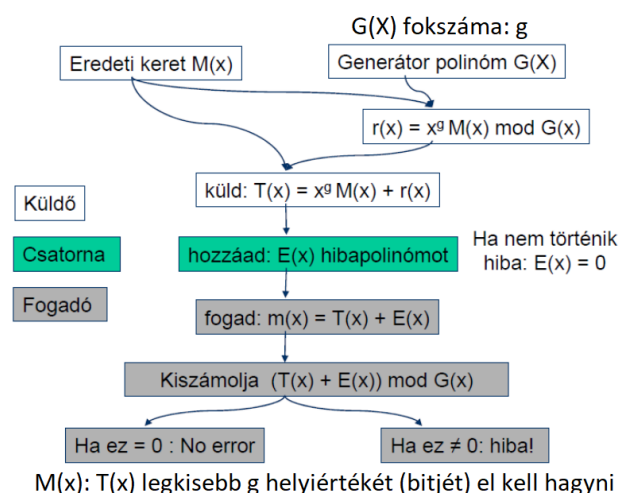 G(X) fokszáma: g
Eredeti keret M(x)
Generátor polinóm G(X)
r(x) = xᵍ M(x) mod G(x)
küld: T(x) = xᵍ M(x) + r(x)
Küldő
Csatorna
hozzáad: E(x) hibapolinómot
Ha nem történik
hiba: E(x) = 0
Fogadó
fogad: m(x) = T(x) + E(x)
Kiszámolja (T(x) + E(x)) mod G(x)
Ha ez = 0 : No error
Ha ez ≠ 0: hiba!
M(x): T(x) legkisebb g helyiértékét (bitjét) el kell hagyni